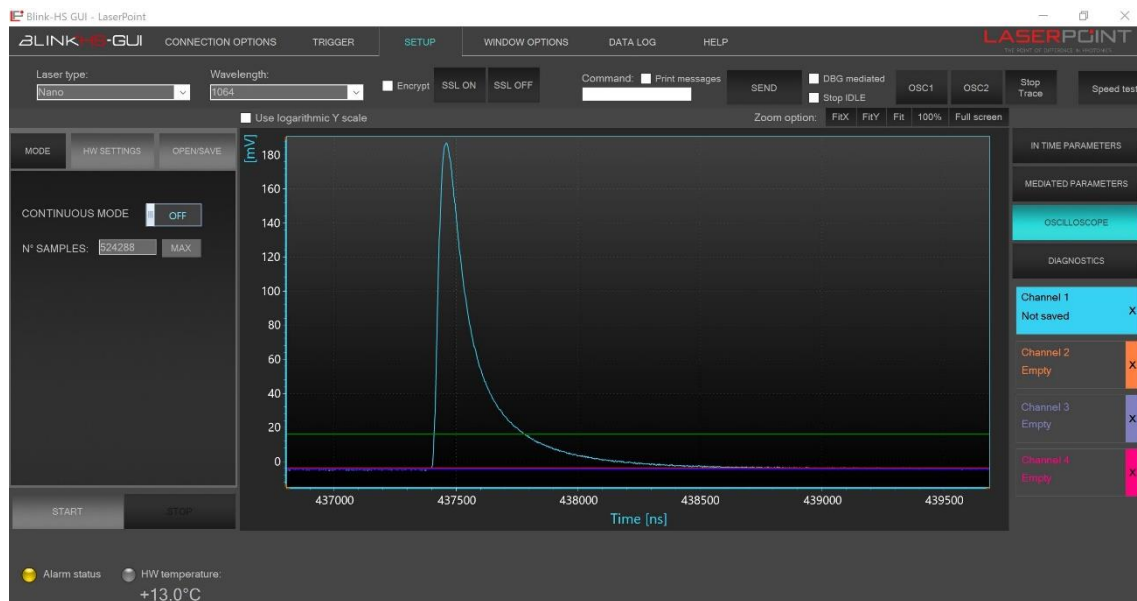 Blink-HS GUI - LaserPoint
BLINK HS -GUI CONNECTION OPTIONS TRIGGER SETUP WINDOW OPTIONS DATA LOG HELP LASERPOINT
Laser type: Wavelength:
Nano 1064
Encrypt SSL ON SSL OFF
Command: Print messages SEND
DBG mediated
Stop IDLE
OSC1 OSC2 Stop Trace Speed test
Use logarithmic Y scale Zoom option: FitX FitY Fit 100% Full screen
MODE HW SETTINGS OPEN/SAVE
CONTINUOUS MODE OFF
N° SAMPLES: 524288 MAX
START STOP
[mV]
180
160
140
120
100
80
60
40
20
0
437000 437500 438000 438500 439000 439500
Time [ns]
IN TIME PARAMETERS
MEDIATED PARAMETERS
OSCILLOSCOPE
DIAGNOSTICS
Channel 1
Not saved X
Channel 2
Empty X
Channel 3
Empty X
Channel 4
Empty X
Alarm status HW temperature:
+13.0°C